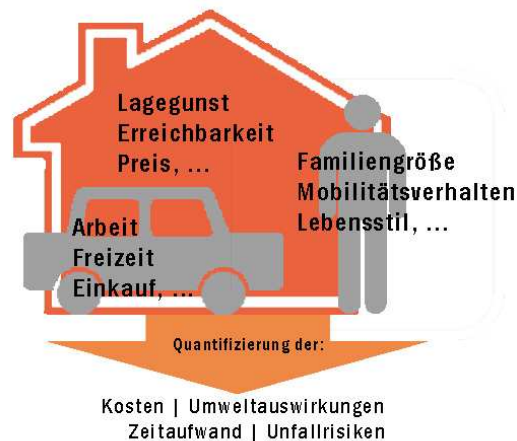 Lagegunst
Erreichbarkeit
Preis, ...
Familiengröße
Mobilitätsverhalten
Lebensstil, ...
Arbeit
Freizeit
Einkauf, ...
Quantifizierung der:
Kosten | Umweltauswirkungen
Zeitaufwand | Unfallrisiken